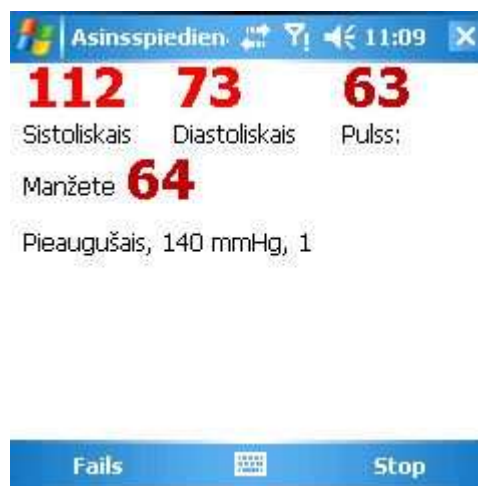 Asinsspiedien 11:09
112 73 63
Sistoliskais Diastoliskais Pulss:
Manžete 64
Pieaugušais, 140 mmHg, 1
Fails Stop